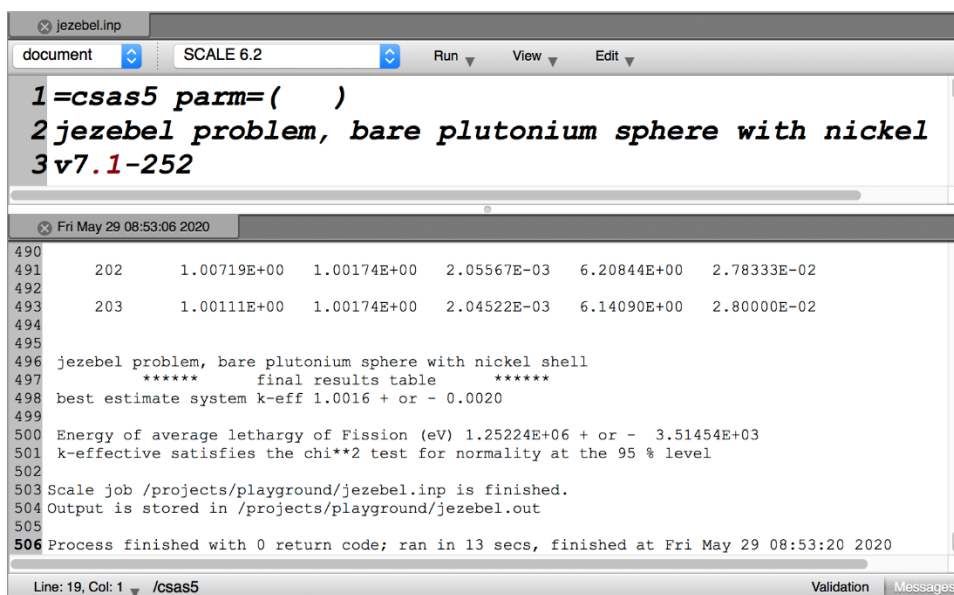 jezebel.inp
document SCALE 6.2 Run View Edit
1 =csas5 parm=( )
2 jezebel problem, bare plutonium sphere with nickel
3 v7.1-252
Fri May 29 08:53:06 2020
490
491 202 1.00719E+00 1.00174E+00 2.05567E-03 6.20844E+00 2.78333E-02
492
493 203 1.00111E+00 1.00174E+00 2.04522E-03 6.14090E+00 2.80000E-02
494
495
496 jezebel problem, bare plutonium sphere with nickel shell
497 ****** final results table ******
498 best estimate system k-eff 1.0016 + or - 0.0020
499
500 Energy of average lethargy of Fission (eV) 1.25224E+06 + or - 3.51454E+03
501 k-effective satisfies the chi**2 test for normality at the 95 % level
502
503 Scale job /projects/playground/jezebel.inp is finished.
504 Output is stored in /projects/playground/jezebel.out
505
506 Process finished with 0 return code; ran in 13 secs, finished at Fri May 29 08:53:20 2020
Line: 19, Col: 1 /csas5 Validation Messages